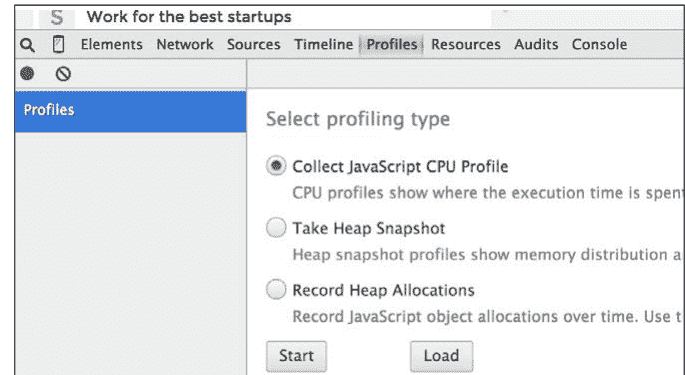 S Work for the best startups
Elements Network Sources Timeline Profiles Resources Audits Console
Profiles
Select profiling type
Collect JavaScript CPU Profile
CPU profiles show where the execution time is spent
Take Heap Snapshot
Heap snapshot profiles show memory distribution a
Record Heap Allocations
Record JavaScript object allocations over time. Use t
Start Load